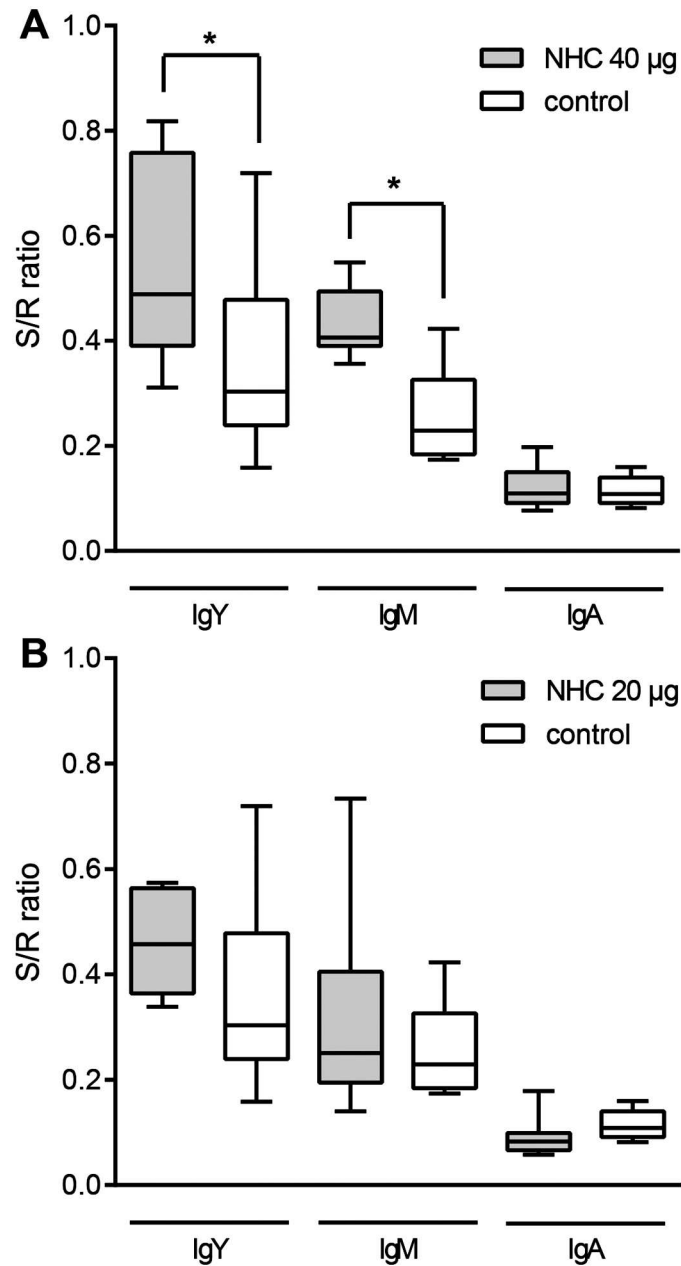 A
1.0
0.8
0.6
0.4
0.2
0.0
S/R ratio
*
*
NHC 40 µg
control
IgY IgM IgA
B
1.0
0.8
0.6
0.4
0.2
0.0
S/R ratio
NHC 20 µg
control
IgY IgM IgA